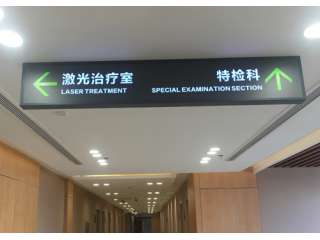 激光治疗室
LASER TREATMENT
特检科
SPECIAL EXAMINATION SECTION